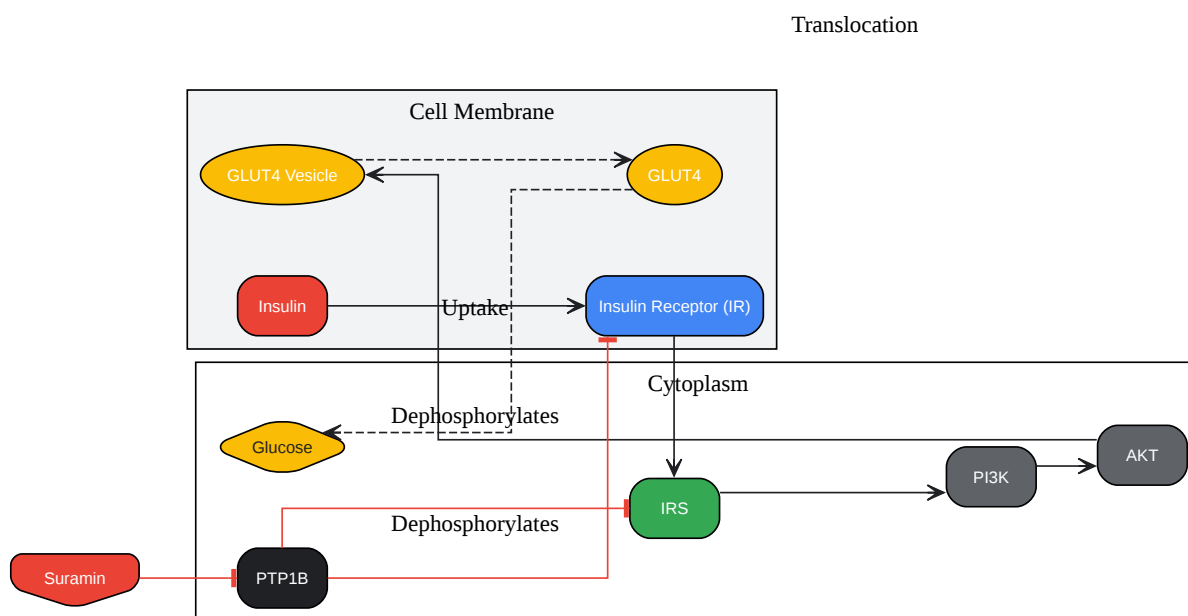 Translocation
Cell Membrane
GLUT4 Vesicle
GLUT4
Insulin
Uptake
Insulin Receptor (IR)
Cytoplasm
Dephosphorylates
Glucose
AKT
PI3K
IRS
Dephosphorylates
Suramin
PTP1B